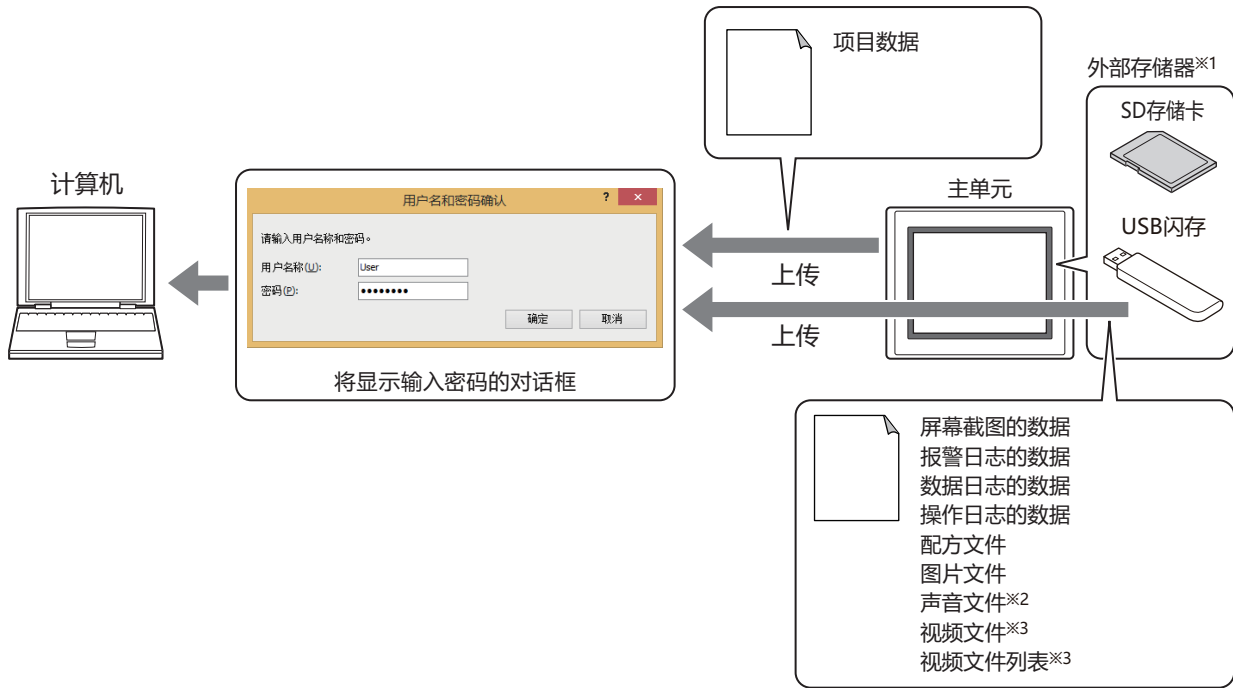 项目数据
外部存储器※1
SD存储卡
USB闪存
主单元
计算机
用户名和密码确认 ? ×
请输入用户名称和密码。
用户名称(U): User
密码(P): ●●●●●●●●
确定 取消
将显示输入密码的对话框
上传
上传
屏幕截图的数据
报警日志的数据
数据日志的数据
操作日志的数据
配方文件
图片文件
声音文件※2
视频文件※3
视频文件列表※3